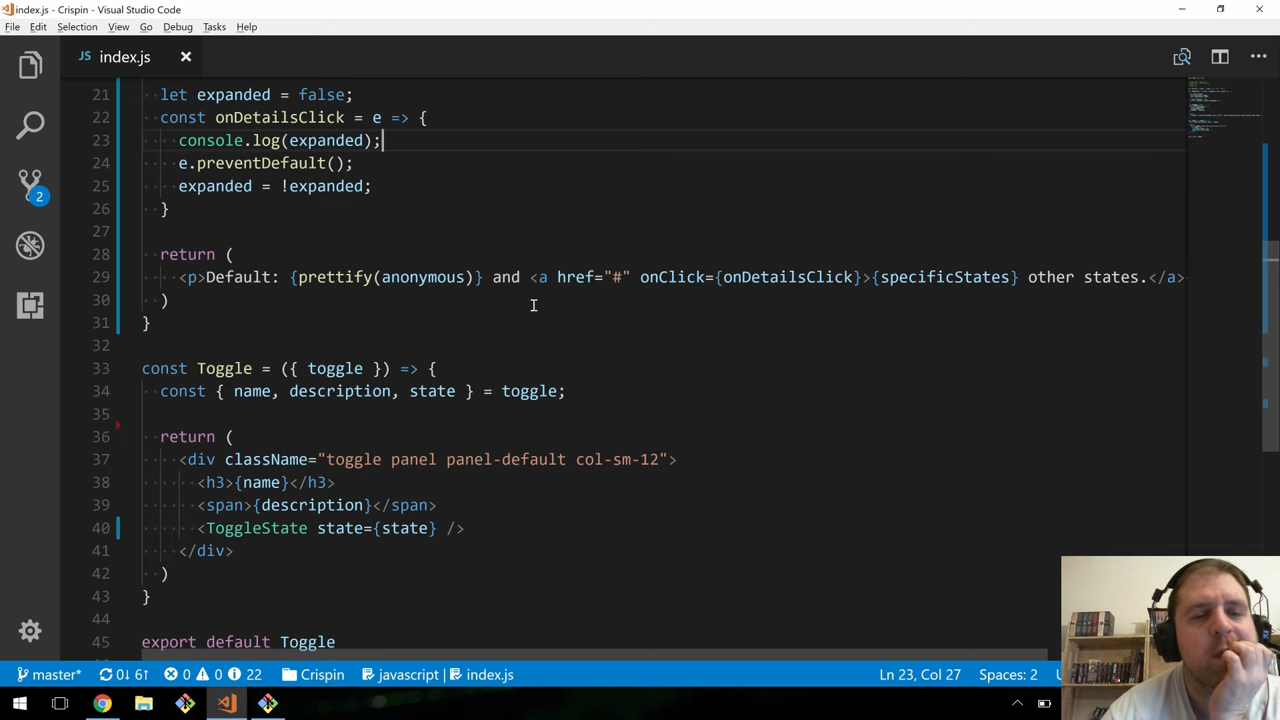 index.js - Crispin - Visual Studio Code
File Edit Selection View Go Debug Tasks Help
JS index.js
21 let expanded = false;
22 const onDetailsClick = e => {
23 console.log(expanded);
24 e.preventDefault();
25 expanded = !expanded;
26 }
27
28 return (
29 <p>Default: {prettify(anonymous)} and <a href="#" onClick={onDetailsClick}>{specificStates} other states.</a>
30 )
31 }
32
33 const Toggle = ({ toggle }) => {
34 const { name, description, state } = toggle;
35
36 return (
37 <div className="toggle panel panel-default col-sm-12">
38 <h3>{name}</h3>
39 <span>{description}</span>
40 <ToggleState state={state} />
41 </div>
42 )
43 }
44
45 export default Toggle
2
master* 0↓ 6↑ 0 0 22 Crispin javascript index.js Ln 23, Col 27 Spaces: 2